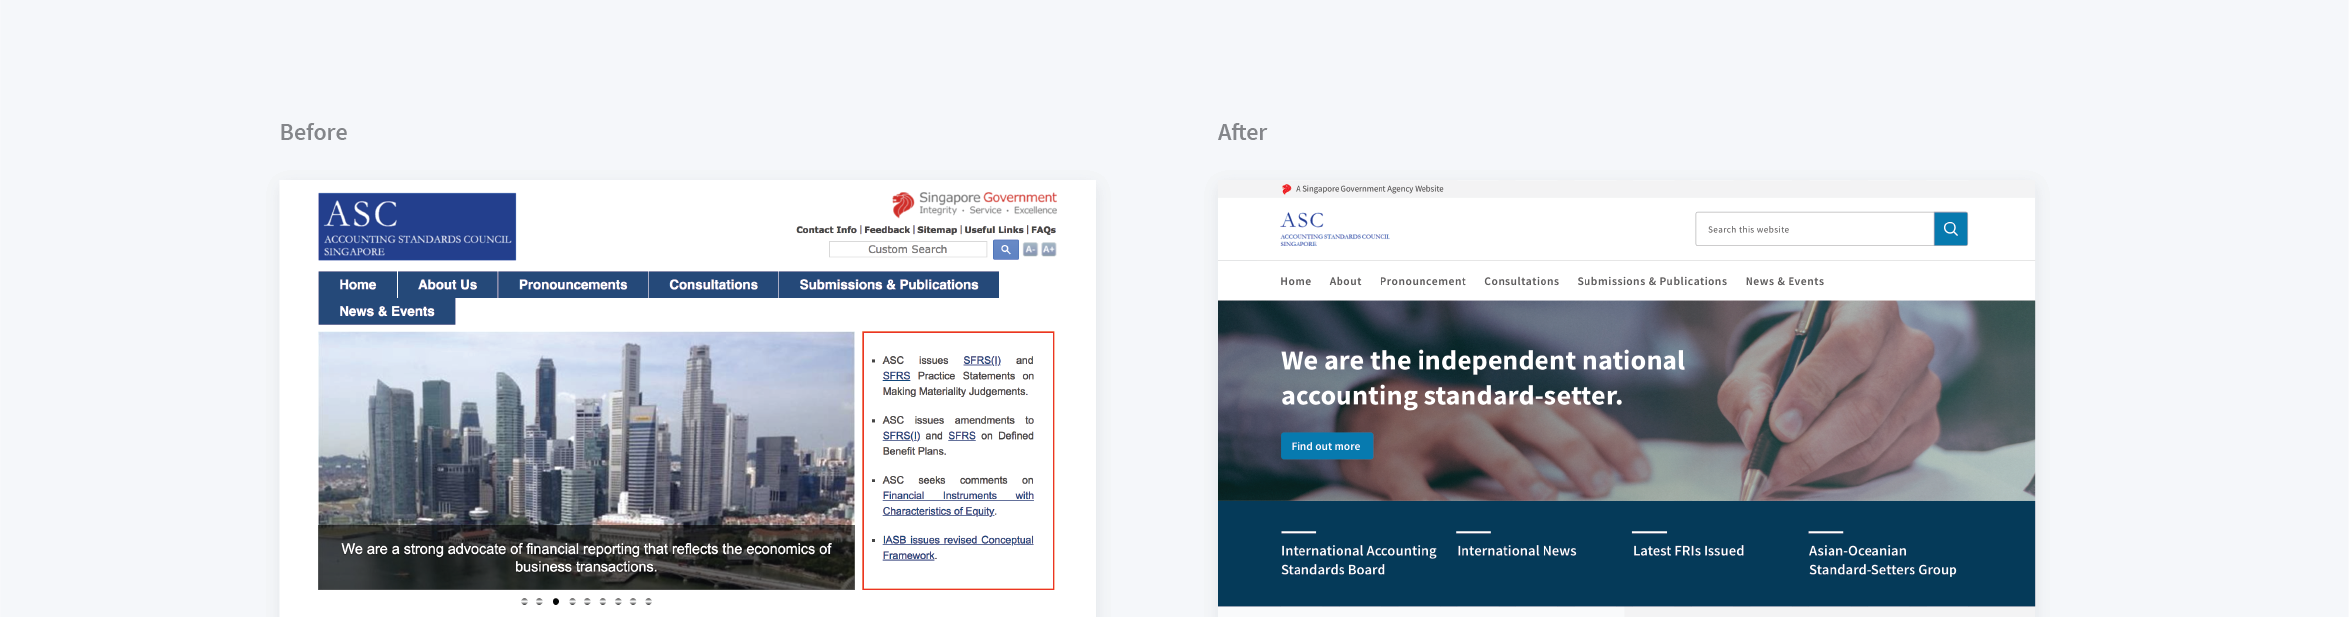 Before
ASC
ACCOUNTING STANDARDS COUNCIL
SINGAPORE
Singapore Government
Integrity · Service · Excellence
Contact Info | Feedback | Sitemap | Useful Links | FAQs
Custom Search
A- A+
Home
About Us
Pronouncements
Consultations
Submissions & Publications
News & Events
We are a strong advocate of financial reporting that reflects the economics of
business transactions.
ASC issues SFRS(I) and
SFRS Practice Statements on
Making Materiality Judgements.
ASC issues amendments to
SFRS(I) and SFRS on Defined
Benefit Plans.
ASC seeks comments on
Financial Instruments with
Characteristics of Equity.
IASB issues revised Conceptual
Framework.
After
A Singapore Government Agency Website
ASC
ACCOUNTING STANDARDS COUNCIL
SINGAPORE
Search this website
Home
About
Pronouncement
Consultations
Submissions & Publications
News & Events
We are the independent national
accounting standard-setter.
Find out more
International Accounting
Standards Board
International News
Latest FRIs Issued
Asian-Oceanian
Standard-Setters Group